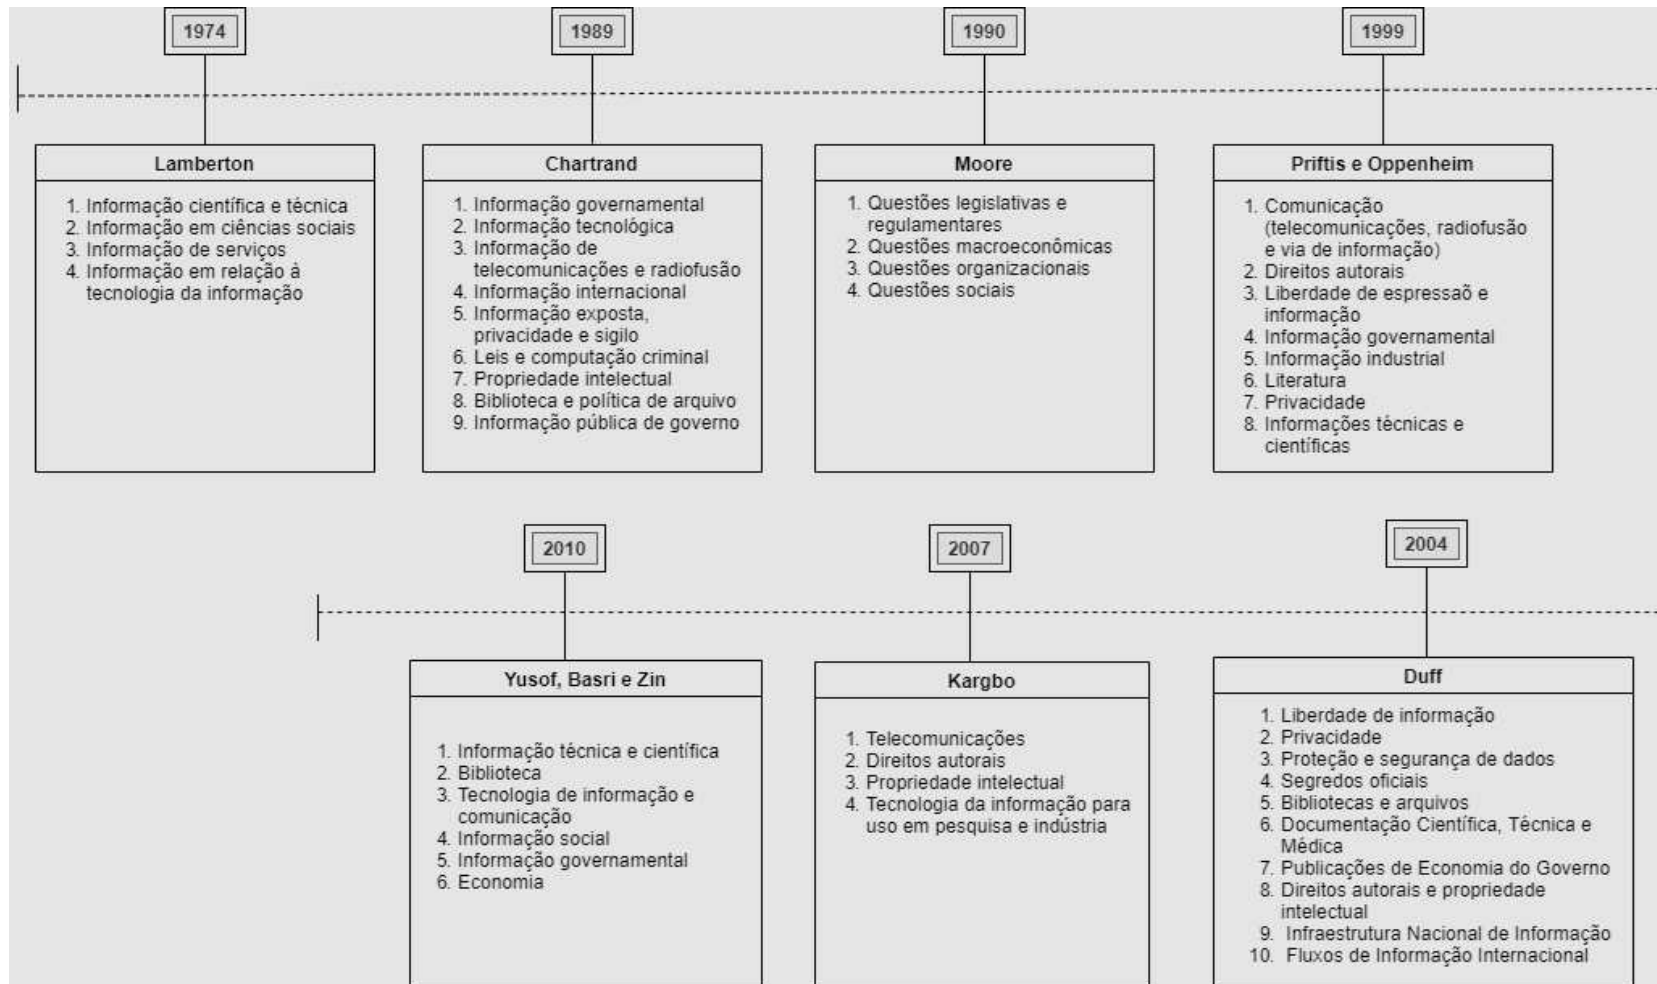 1974
1989
1990
1999
Lamberton
1. Informação científica e técnica
2. Informação em ciências sociais
3. Informação de serviços
4. Informação em relação à
tecnologia da informação
Chartrand
1. Informação governamental
2. Informação tecnológica
3. Informação de
telecomunicações e radiofusão
4. Informação internacional
5. Informação exposta,
privacidade e sigilo
6. Leis e computação criminal
7. Propriedade intelectual
8. Biblioteca e política de arquivo
9. Informação pública de governo
Moore
1. Questões legislativas e
regulamentares
2. Questões macroeconômicas
3. Questões organizacionais
4. Questões sociais
Priftis e Oppenheim
1. Comunicação
(telecomunicações, radiofusão
e via de informação)
2. Direitos autorais
3. Liberdade de espressaõ e
informação
4. Informação governamental
5. Informação industrial
6. Literatura
7. Privacidade
8. Informações técnicas e
científicas
2010
2007
2004
Yusof, Basri e Zin
1. Informação técnica e científica
2. Biblioteca
3. Tecnologia de informação e
comunicação
4. Informação social
5. Informação governamental
6. Economia
Kargbo
1. Telecomunicações
2. Direitos autorais
3. Propriedade intelectual
4. Tecnologia da informação para
uso em pesquisa e indústria
Duff
1. Liberdade de informação
2. Privacidade
3. Proteção e segurança de dados
4. Segredos oficiais
5. Bibliotecas e arquivos
6. Documentação Científica, Técnica e
Médica
7. Publicações de Economia do Governo
8. Direitos autorais e propriedade
intelectual
9. Infraestrutura Nacional de Informação
10. Fluxos de Informação Internacional